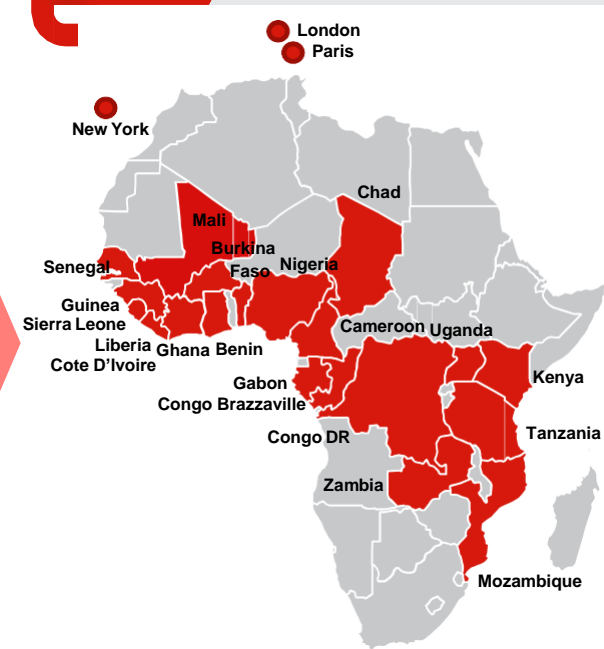 London
Paris
New York
Chad
Mali
Burkina
Faso
Nigeria
Senegal
Guinea
Sierra Leone
Liberia
Cote D'Ivoire
Ghana
Benin
Cameroon
Uganda
Gabon
Congo Brazzaville
Kenya
Congo DR
Tanzania
Zambia
Mozambique